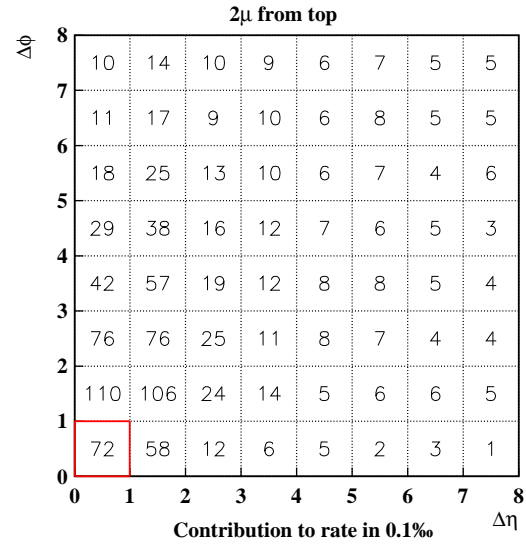 2μ from top
Δφ
8
10 14 10 9 6 7 5 5
7
11 17 9 10 6 8 5 5
6
18 25 13 10 6 7 4 6
5
29 38 16 12 7 6 5 3
4
42 57 19 12 8 8 5 4
3
76 76 25 11 8 7 4 4
2
110 106 24 14 5 6 6 5
1
72 58 12 6 5 2 3 1
0
0 1 2 3 4 5 6 7 8
Δη
Contribution to rate in 0.1‰